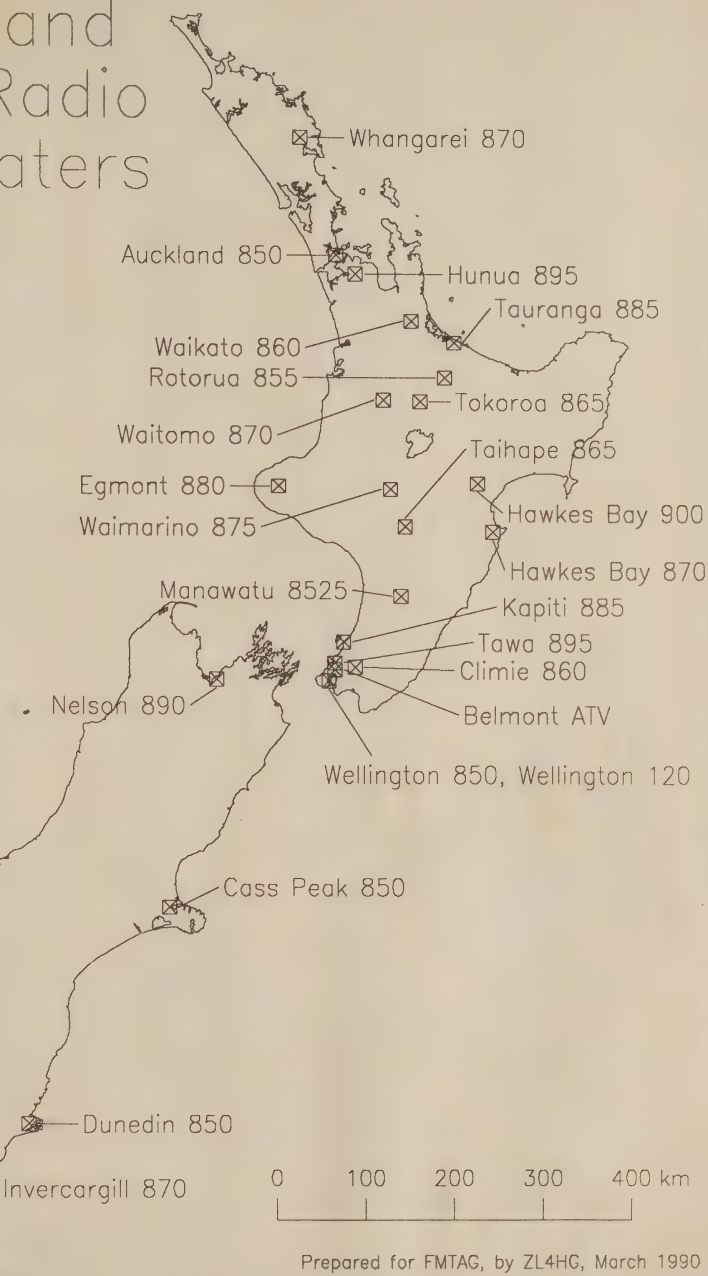 and
Radio
aters
Whangarei 870
Auckland 850
Hunua 895
Tauranga 885
Waikato 860
Rotorua 855
Tokoroa 865
Waitomo 870
Taihape 865
Egmont 880
Hawkes Bay 900
Waimarino 875
Hawkes Bay 870
Manawatu 8525
Kapiti 885
Tawa 895
Climie 860
Nelson 890
Belmont ATV
Wellington 850, Wellington 120
Cass Peak 850
Dunedin 850
Invercargill 870
0 100 200 300 400 km
Prepared for FMTAG, by ZL4HG, March 1990